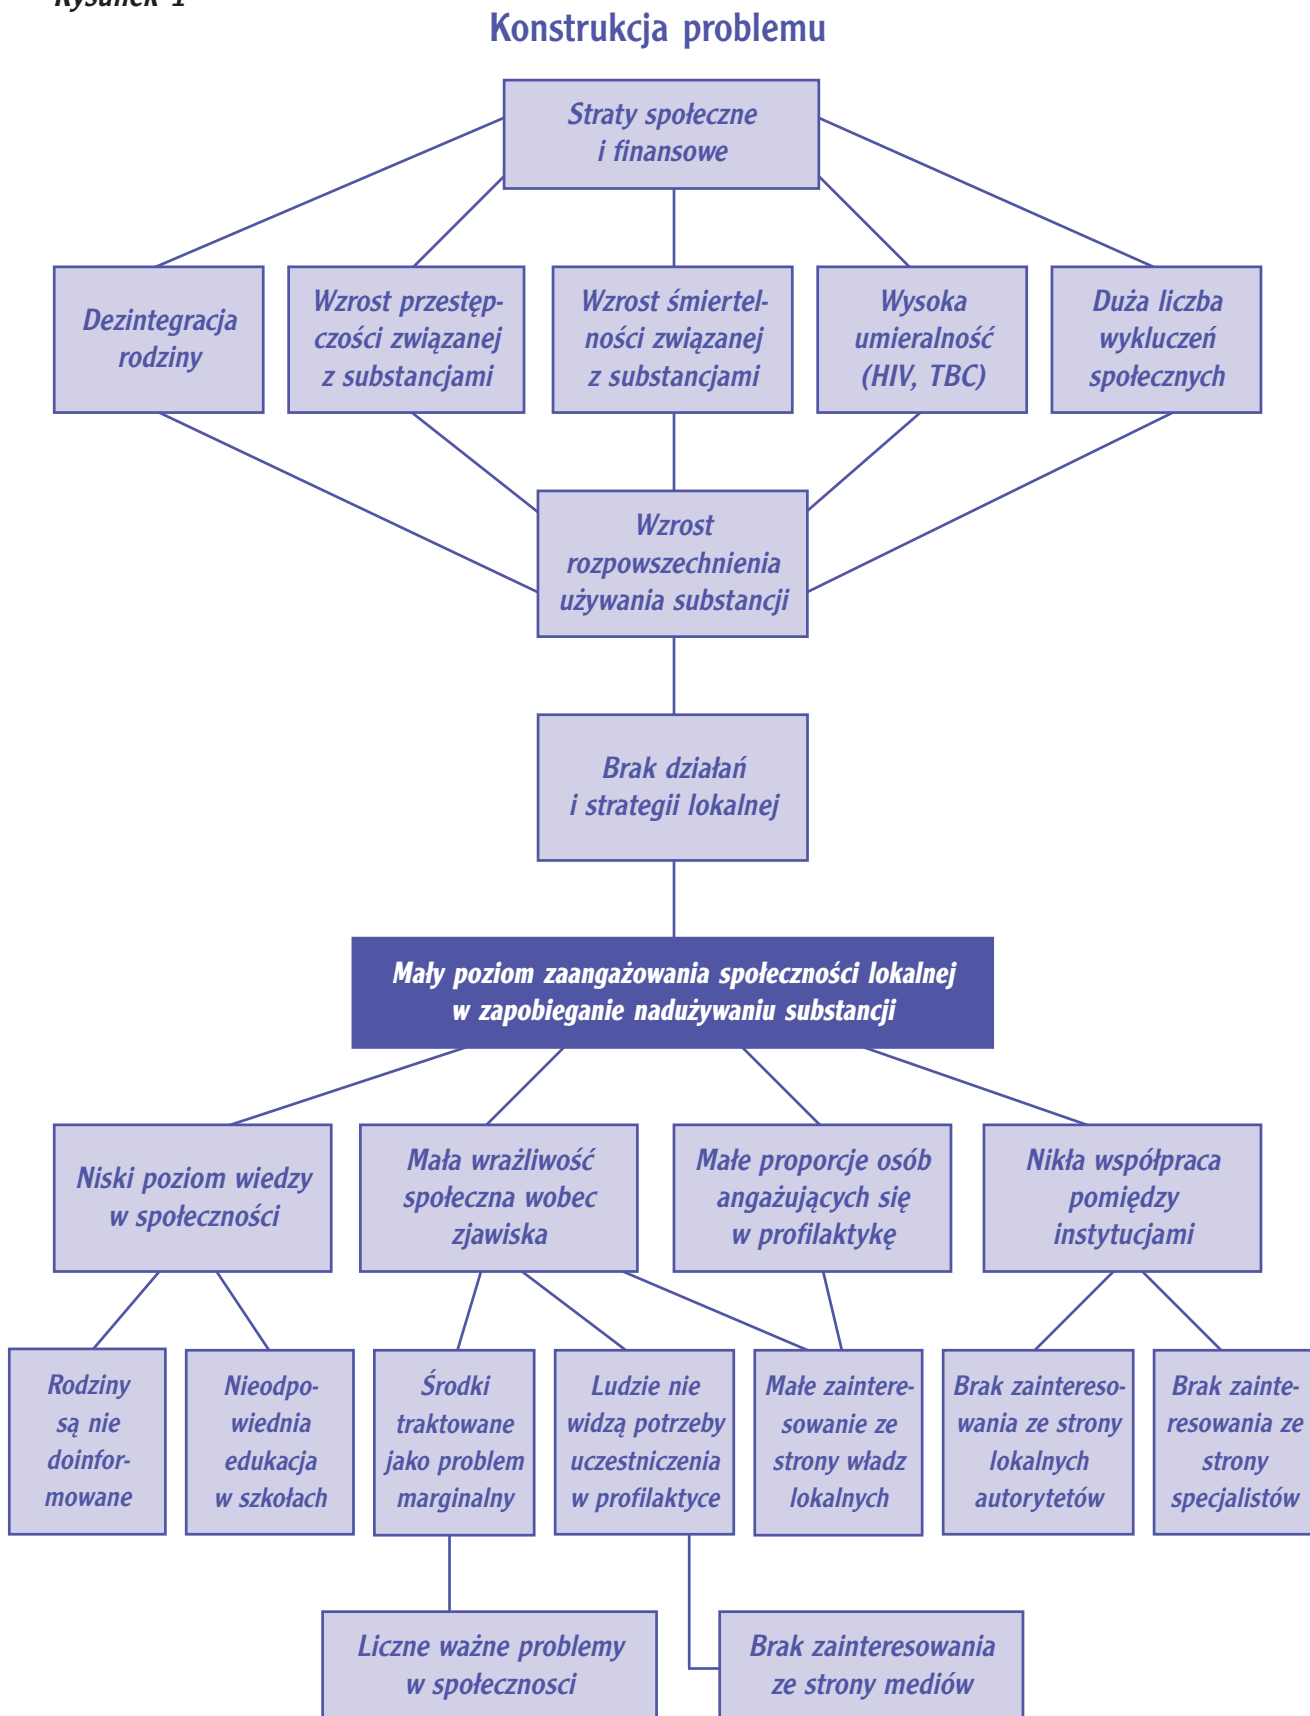 Rysunek 1
Konstrukcja problemu
Straty społeczne
i finansowe
Dezintegracja
rodziny
Wzrost przestęp-
czości związanej
z substancjami
Wzrost śmiertel-
ności związanej
z substancjami
Wysoka
umieralność
(HIV, TBC)
Duża liczba
wykluczeń
społecznych
Wzrost
rozpowszechnienia
używania substancji
Brak działań
i strategii lokalnej
Mały poziom zaangażowania społeczności lokalnej
w zapobieganie nadużywaniu substancji
Niski poziom wiedzy
w społeczności
Mała wrażliwość
społeczna wobec
zjawiska
Małe proporcje osób
angażujących się
w profilaktykę
Nikła współpraca
pomiędzy
instytucjami
Rodziny
są nie
doinfor-
mowane
Nieodpo-
wiednia
edukacja
w szkołach
Środki
traktowane
jako problem
marginalny
Ludzie nie
widzą potrzeby
uczestniczenia
w profilaktyce
Małe zaintere-
sowanie ze
strony władz
lokalnych
Brak zaintereso-
wania ze strony
lokalnych
autorytetów
Brak zainte-
resowania ze
strony
specjalistów
Liczne ważne problemy
w społecznosci
Brak zainteresowania
ze strony mediów